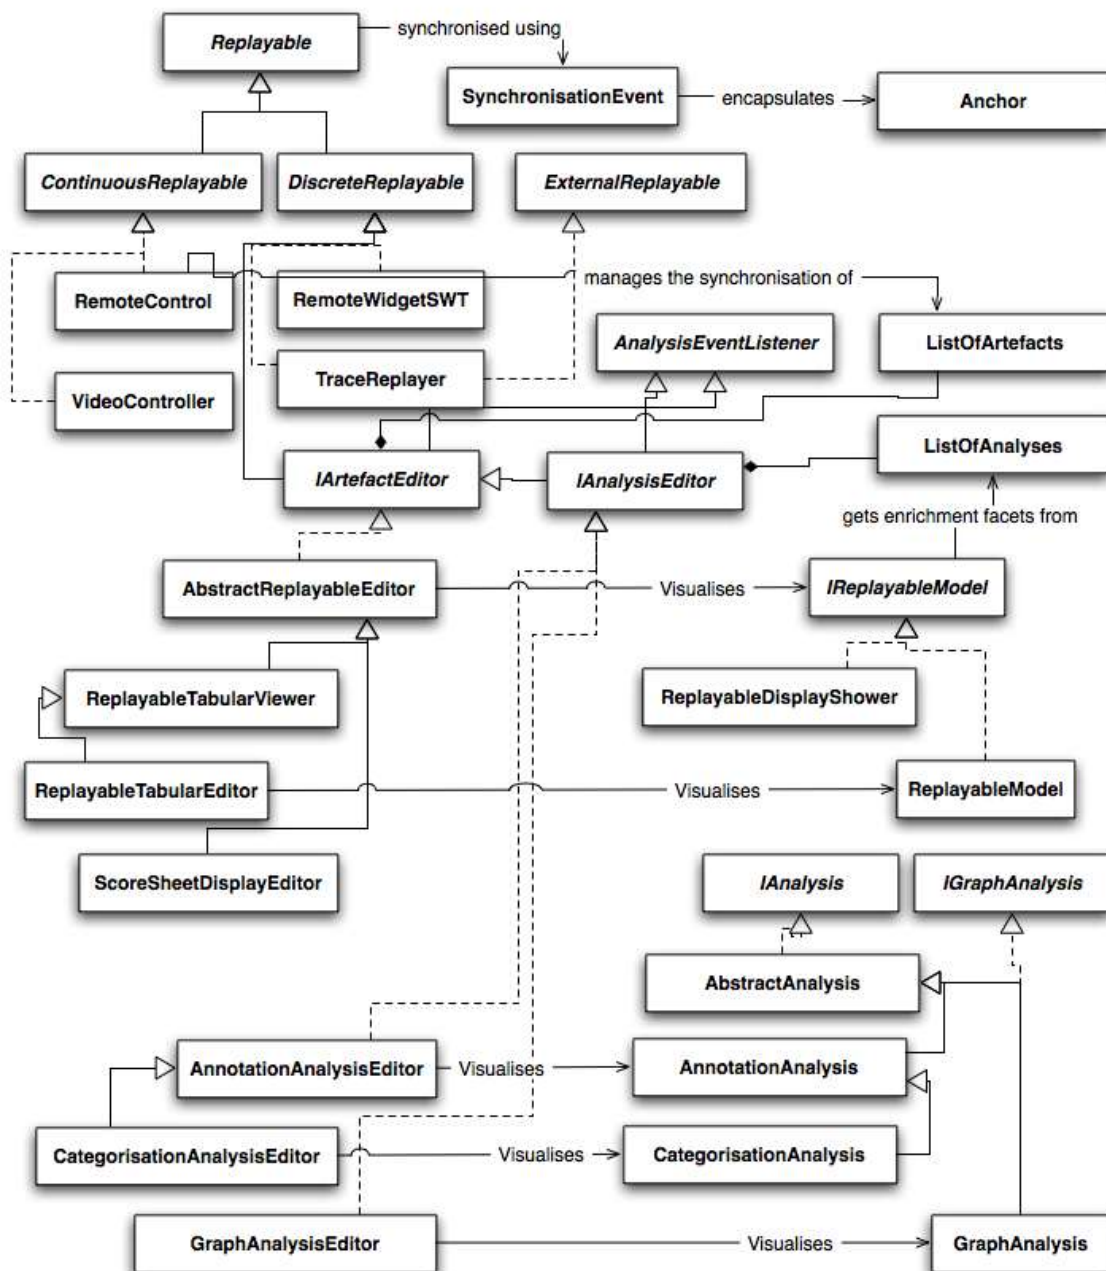 Replayable
synchronised using
SynchronisationEvent
encapsulates
Anchor
ContinuousReplayable
DiscreteReplayable
ExternalReplayable
RemoteControl
RemoteWidgetSWT
manages the synchronisation of
AnalysisEventListener
ListOfArtefacts
TraceReplayer
VideoController
ListOfAnalyses
IArtefactEditor
IAnalysisEditor
gets enrichment facets from
AbstractReplayableEditor
Visualises
IReplayableModel
ReplayableTabularViewer
ReplayableDisplayShower
ReplayableTabularEditor
Visualises
ReplayableModel
ScoreSheetDisplayEditor
IAnalysis
IGraphAnalysis
AbstractAnalysis
AnnotationAnalysisEditor
Visualises
AnnotationAnalysis
CategorisationAnalysisEditor
Visualises
CategorisationAnalysis
GraphAnalysisEditor
Visualises
GraphAnalysis